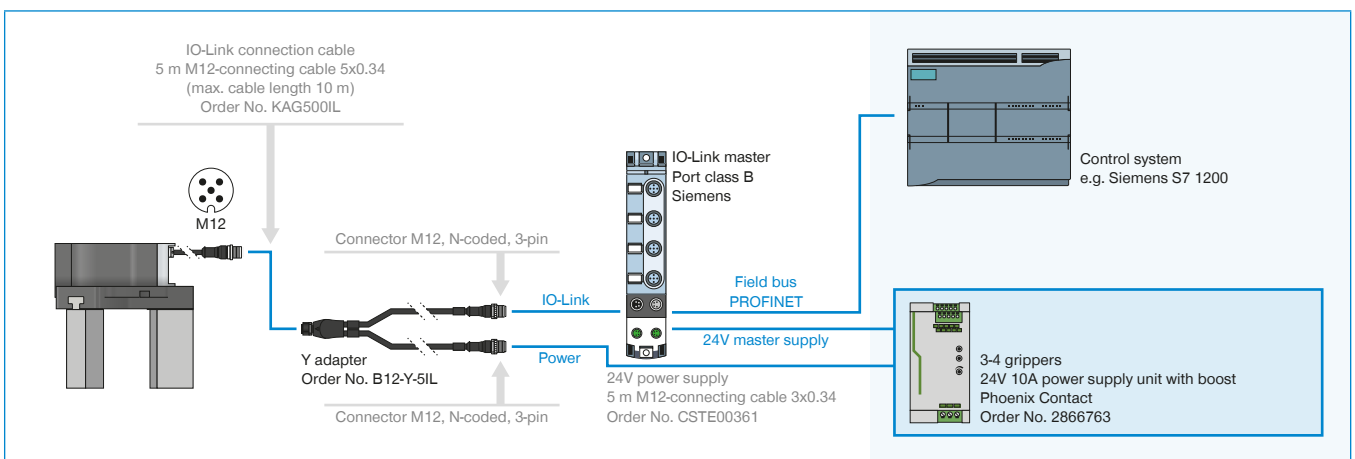 IO-Link connection cable
5 m M12-connecting cable 5x0.34
(max. cable length 10 m)
Order No. KAG500IL
M12
Connector M12, N-coded, 3-pin
Y adapter
Order No. B12-Y-5IL
Connector M12, N-coded, 3-pin
IO-Link
Power
IO-Link master
Port class B
Siemens
Field bus
PROFINET
24V master supply
24V power supply
5 m M12-connecting cable 3x0.34
Order No. CSTE00361
Control system
e.g. Siemens S7 1200
3-4 grippers
24V 10A power supply unit with boost
Phoenix Contact
Order No. 2866763